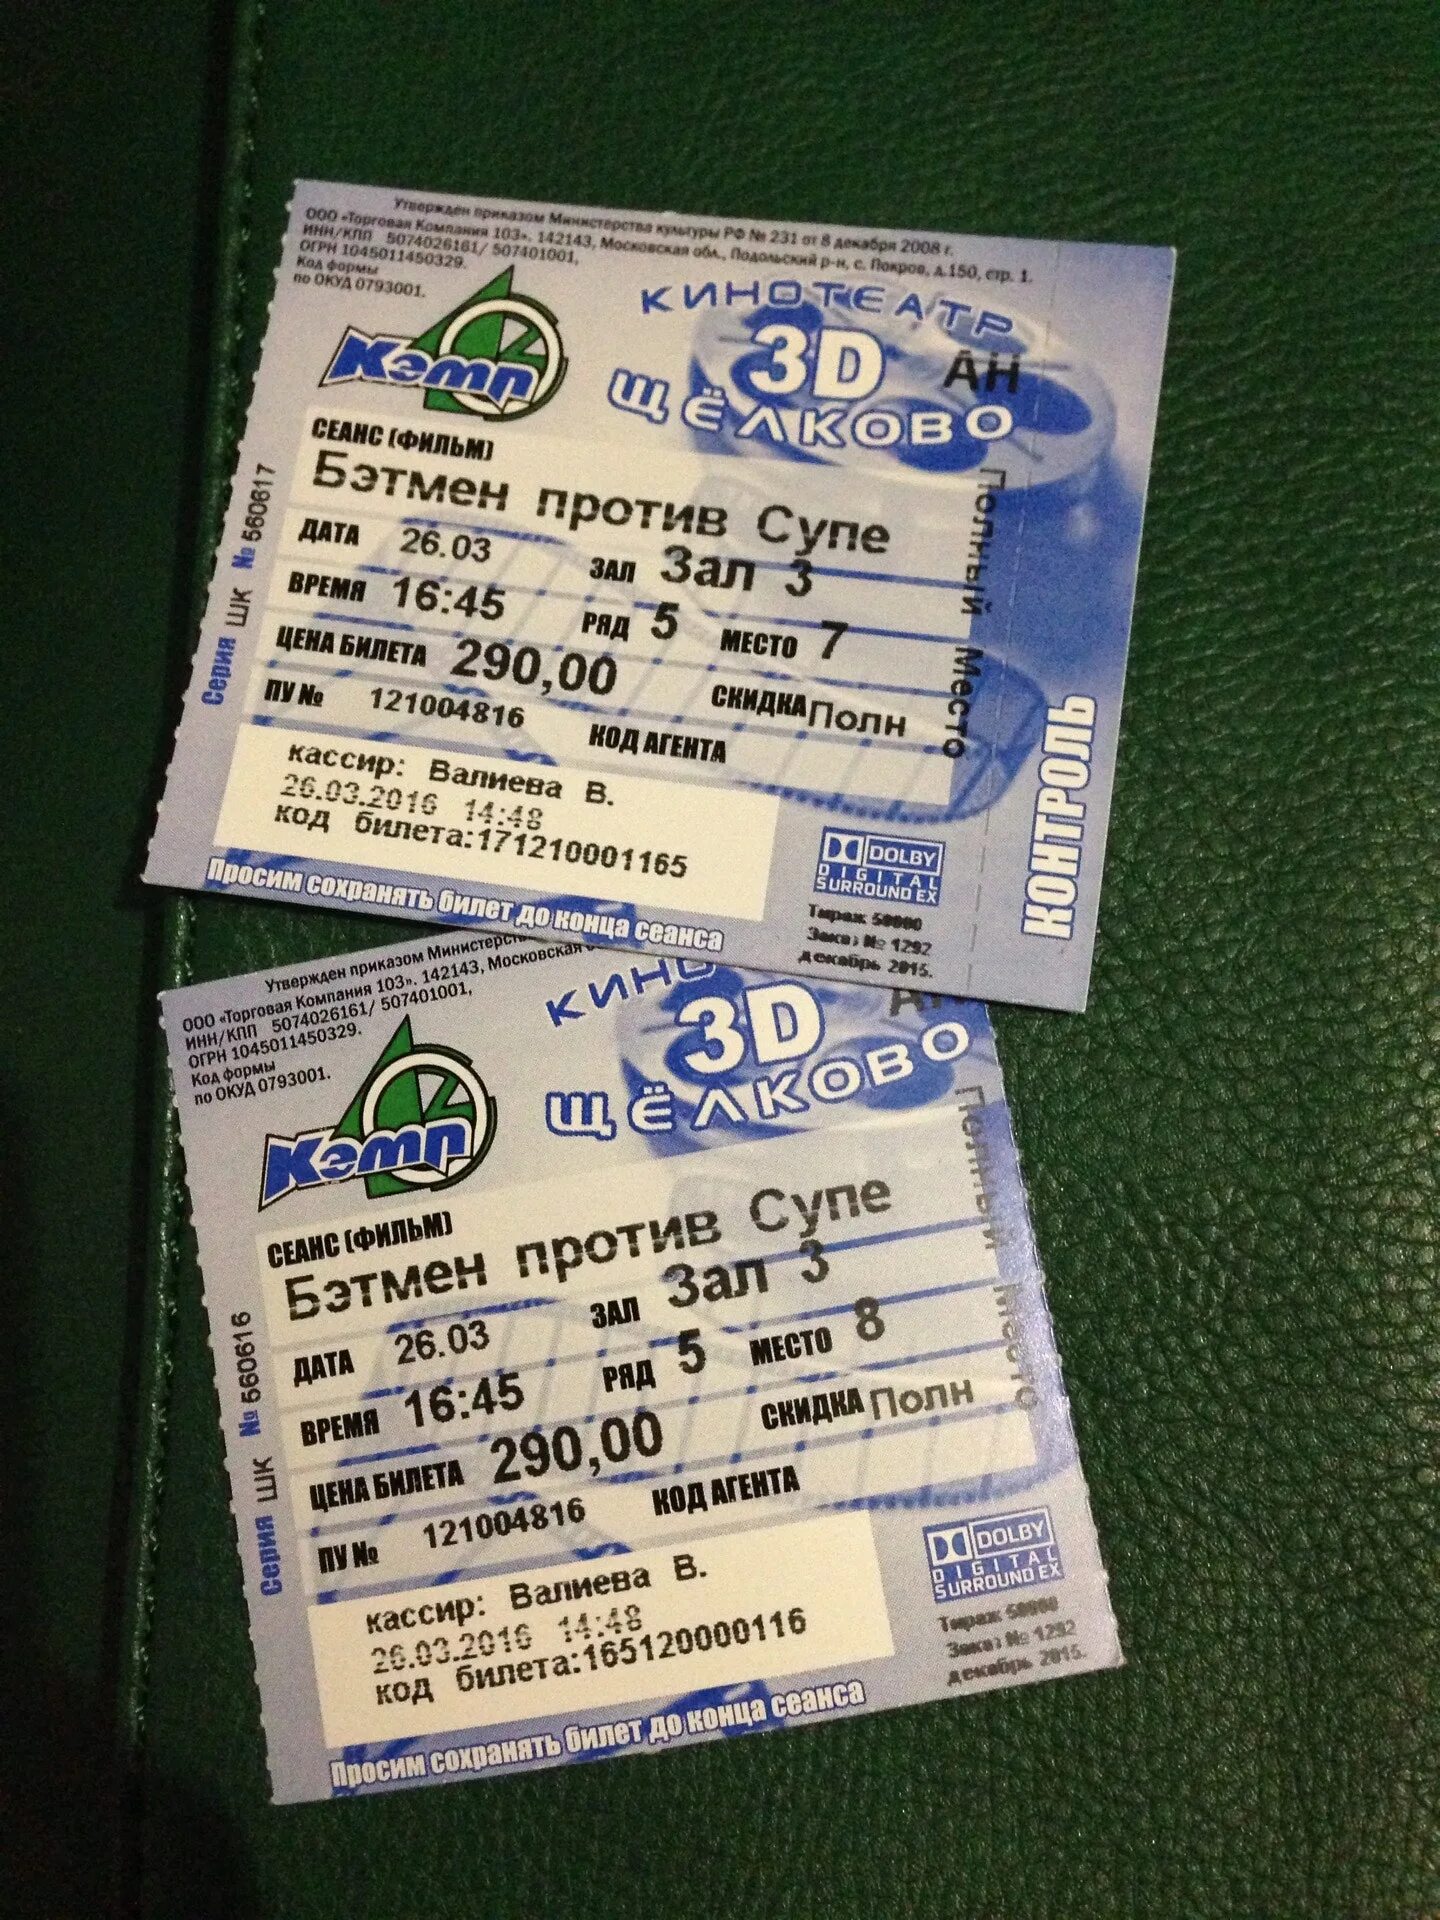 Утвержден приказом Министерства культуры РФ № 231 от 8 декабря 2008 г.
ООО «Торговая Компания 103». 142143, Московская обл., Подольский р-н, с. Покров, д.150, стр. 1.
ИНН/КПП 5074026161/ 507401001,
ОГРН 1045011450329.
Код формы
по ОКУД 0793001.
Кэмп
КИНОТЕАТР
3D
ЩЁЛКОВО
АН
Полный Место
КОНТРОЛЬ
Серия ШК № 560617
СЕАНС (ФИЛЬМ)
Бэтмен против Супе
ДАТА 26.03 ЗАЛ Зал 3
ВРЕМЯ 16:45 РЯД 5 МЕСТО 7
ЦЕНА БИЛЕТА 290,00 СКИДКА Полн
ПУ № 121004816 КОД АГЕНТА
кассир: Валиева В.
26.03.2016 14:48
код билета:171210001165
DOLBY
DIGITAL
SURROUND EX
Тираж 50000
Заказ № 1292
декабрь 2015.
Просим сохранять билет до конца сеанса
Утвержден приказом Министерс
ООО «Торговая Компания 103». 142143, Московская
ИНН/КПП 5074026161/ 507401001,
ОГРН 1045011450329.
Код формы
по ОКУД 0793001.
Кэмп
КИНО
3D
ЩЁЛКОВО
Полный Место
Серия ШК № 560616
СЕАНС (ФИЛЬМ)
Бэтмен против Супе
ДАТА 26.03 ЗАЛ Зал 3
ВРЕМЯ 16:45 РЯД 5 МЕСТО 8
ЦЕНА БИЛЕТА 290,00 СКИДКА Полн
ПУ № 121004816 КОД АГЕНТА
кассир: Валиева В.
26.03.2016 14:48
код билета:165120000116
DOLBY
DIGITAL
SURROUND EX
Тираж 50000
Заказ № 1292
декабрь 2015.
Просим сохранять билет до конца сеанса